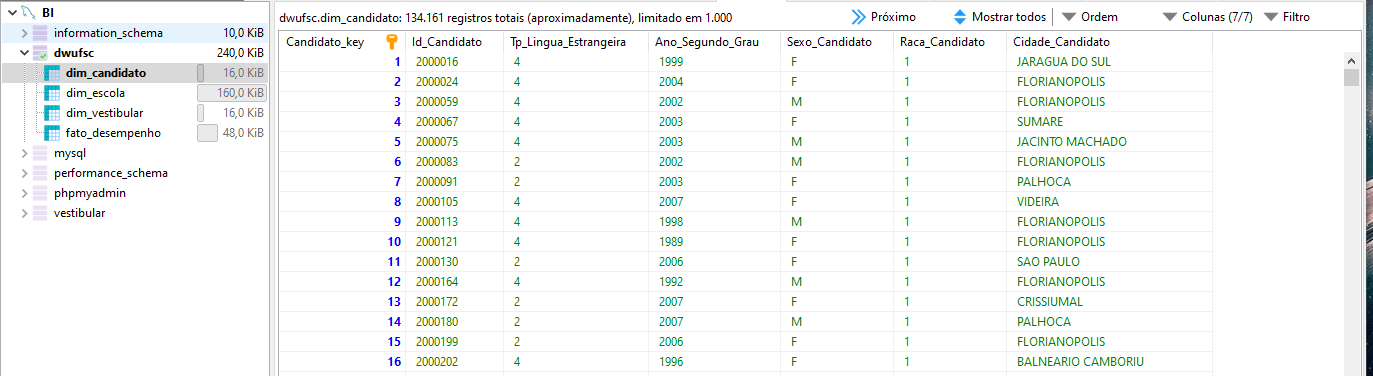 BI
information_schema 10,0 KiB
dwufsc 240,0 KiB
dim_candidato 16,0 KiB
dim_escola 160,0 KiB
dim_vestibular 16,0 KiB
fato_desempenho 48,0 KiB
mysql
performance_schema
phpmyadmin
vestibular
dwufsc.dim_candidato: 134.161 registros totais (aproximadamente), limitado em 1.000 Próximo Mostrar todos Ordem Colunas (7/7) Filtro
Candidato_key Id_Candidato Tp_Lingua_Estrangeira Ano_Segundo_Grau Sexo_Candidato Raca_Candidato Cidade_Candidato
1 2000016 4 1999 F 1 JARAGUA DO SUL
2 2000024 4 2004 F 1 FLORIANOPOLIS
3 2000059 4 2002 M 1 FLORIANOPOLIS
4 2000067 4 2003 F 1 SUMARE
5 2000075 4 2003 M 1 JACINTO MACHADO
6 2000083 2 2002 M 1 FLORIANOPOLIS
7 2000091 2 2003 F 1 PALHOCA
8 2000105 4 2007 F 1 VIDEIRA
9 2000113 4 1998 M 1 FLORIANOPOLIS
10 2000121 4 1989 F 1 FLORIANOPOLIS
11 2000130 2 2006 F 1 SAO PAULO
12 2000164 4 1992 M 1 FLORIANOPOLIS
13 2000172 2 2007 F 1 CRISSIUMAL
14 2000180 2 2007 M 1 PALHOCA
15 2000199 2 2006 F 1 FLORIANOPOLIS
16 2000202 4 1996 F 1 BALNEARIO CAMBORIU